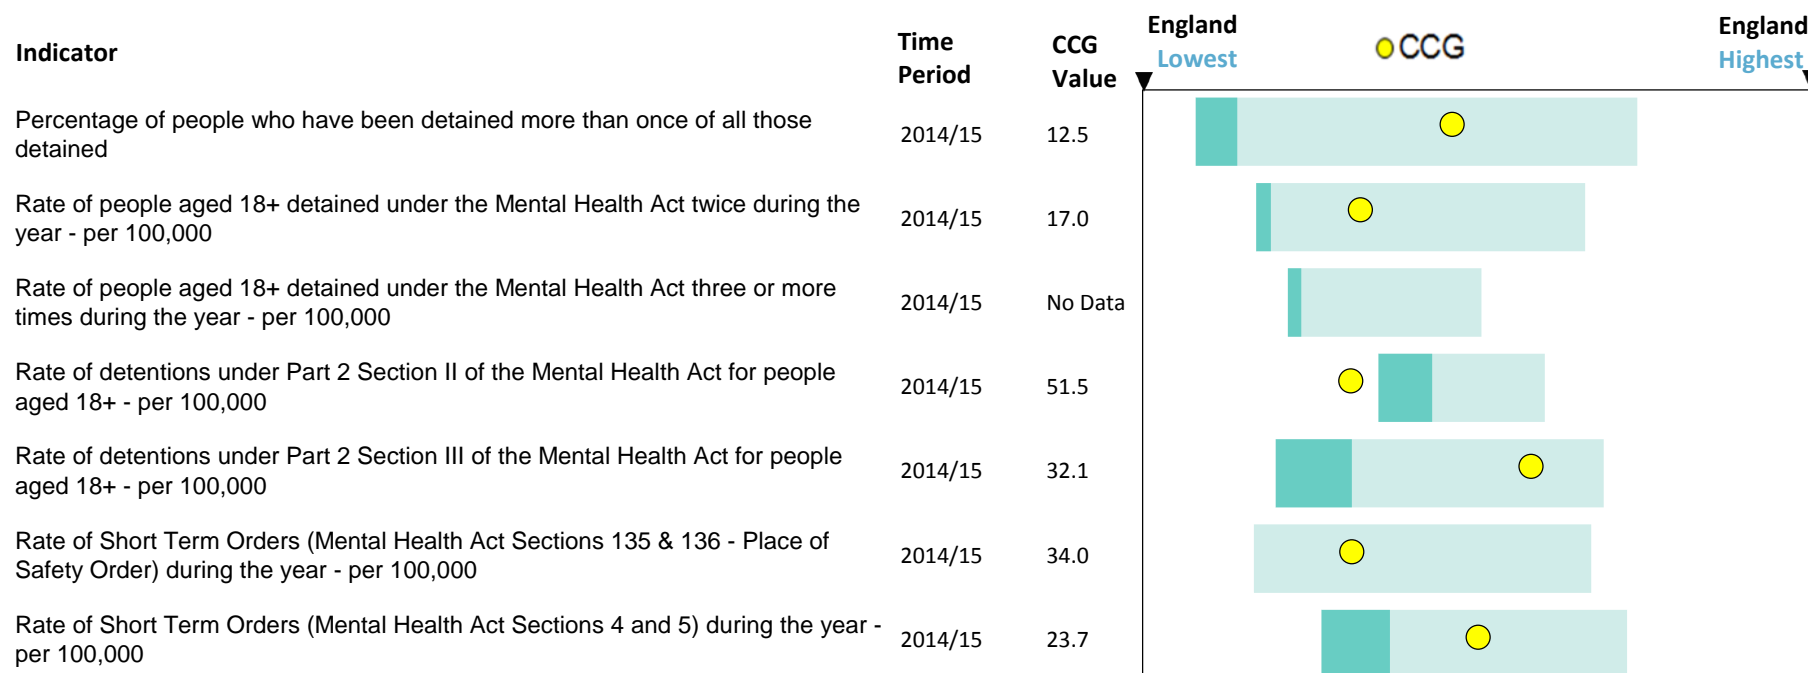 Indicator
Time Period
CCG Value
England Lowest
CCG
England Highest
Percentage of people who have been detained more than once of all those
detained
2014/15
12.5
Rate of people aged 18+ detained under the Mental Health Act twice during the
year - per 100,000
2014/15
17.0
Rate of people aged 18+ detained under the Mental Health Act three or more
times during the year - per 100,000
2014/15
No Data
Rate of detentions under Part 2 Section II of the Mental Health Act for people
aged 18+ - per 100,000
2014/15
51.5
Rate of detentions under Part 2 Section III of the Mental Health Act for people
aged 18+ - per 100,000
2014/15
32.1
Rate of Short Term Orders (Mental Health Act Sections 135 & 136 - Place of
Safety Order) during the year - per 100,000
2014/15
34.0
Rate of Short Term Orders (Mental Health Act Sections 4 and 5) during the year -
per 100,000
2014/15
23.7